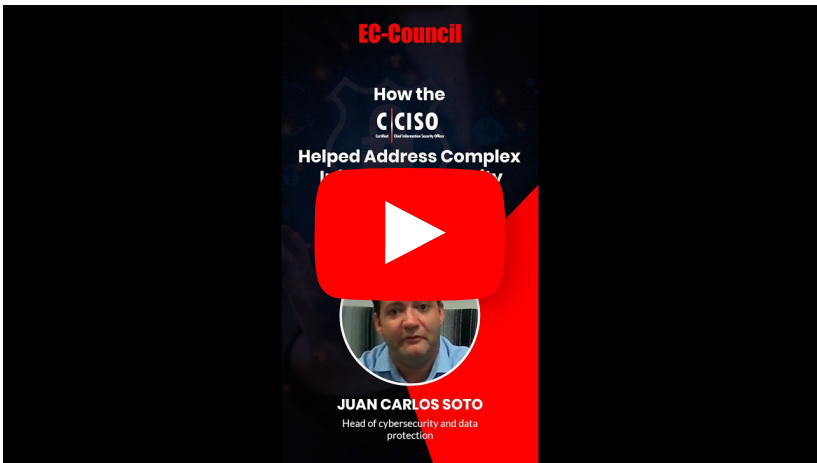 EC-Council
How the
C|CISO
Certified Chief Information Security Officer
Helped Address Complex
JUAN CARLOS SOTO
Head of cybersecurity and data
protection